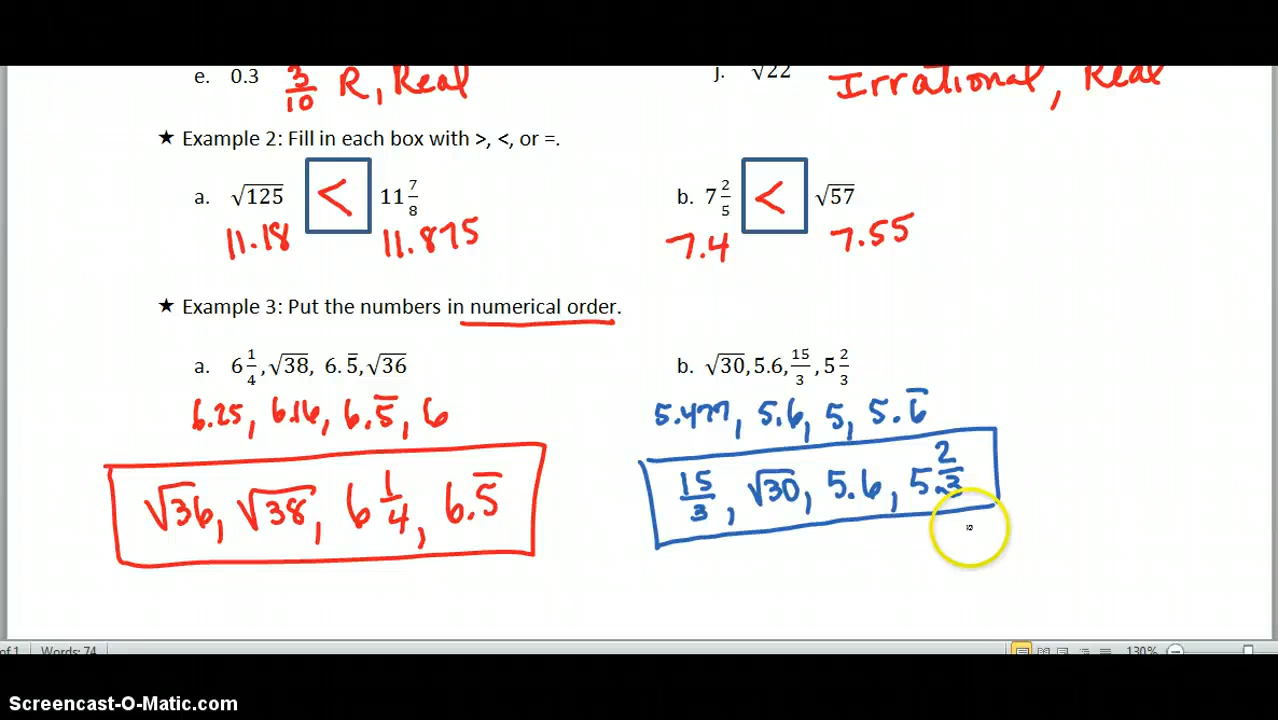 e. 0.3 3/10 R, Real j. √22 Irrational, Real
★ Example 2: Fill in each box with >, <, or =.
a. √125 < 11 7/8 b. 7 2/5 < √57
11.18 11.875 7.4 7.55
★ Example 3: Put the numbers in numerical order.
a. 6 1/4, √38, 6.5̅, √36 b. √30, 5.6, 15/3, 5 2/3
6.25, 6.16, 6.5̅, 6 5.477, 5.6, 5, 5.6̅
√36, √38, 6 1/4, 6.5̅ 15/3, √30, 5.6, 5 2/3
of 1 Words: 74 130%
Screencast-O-Matic.com